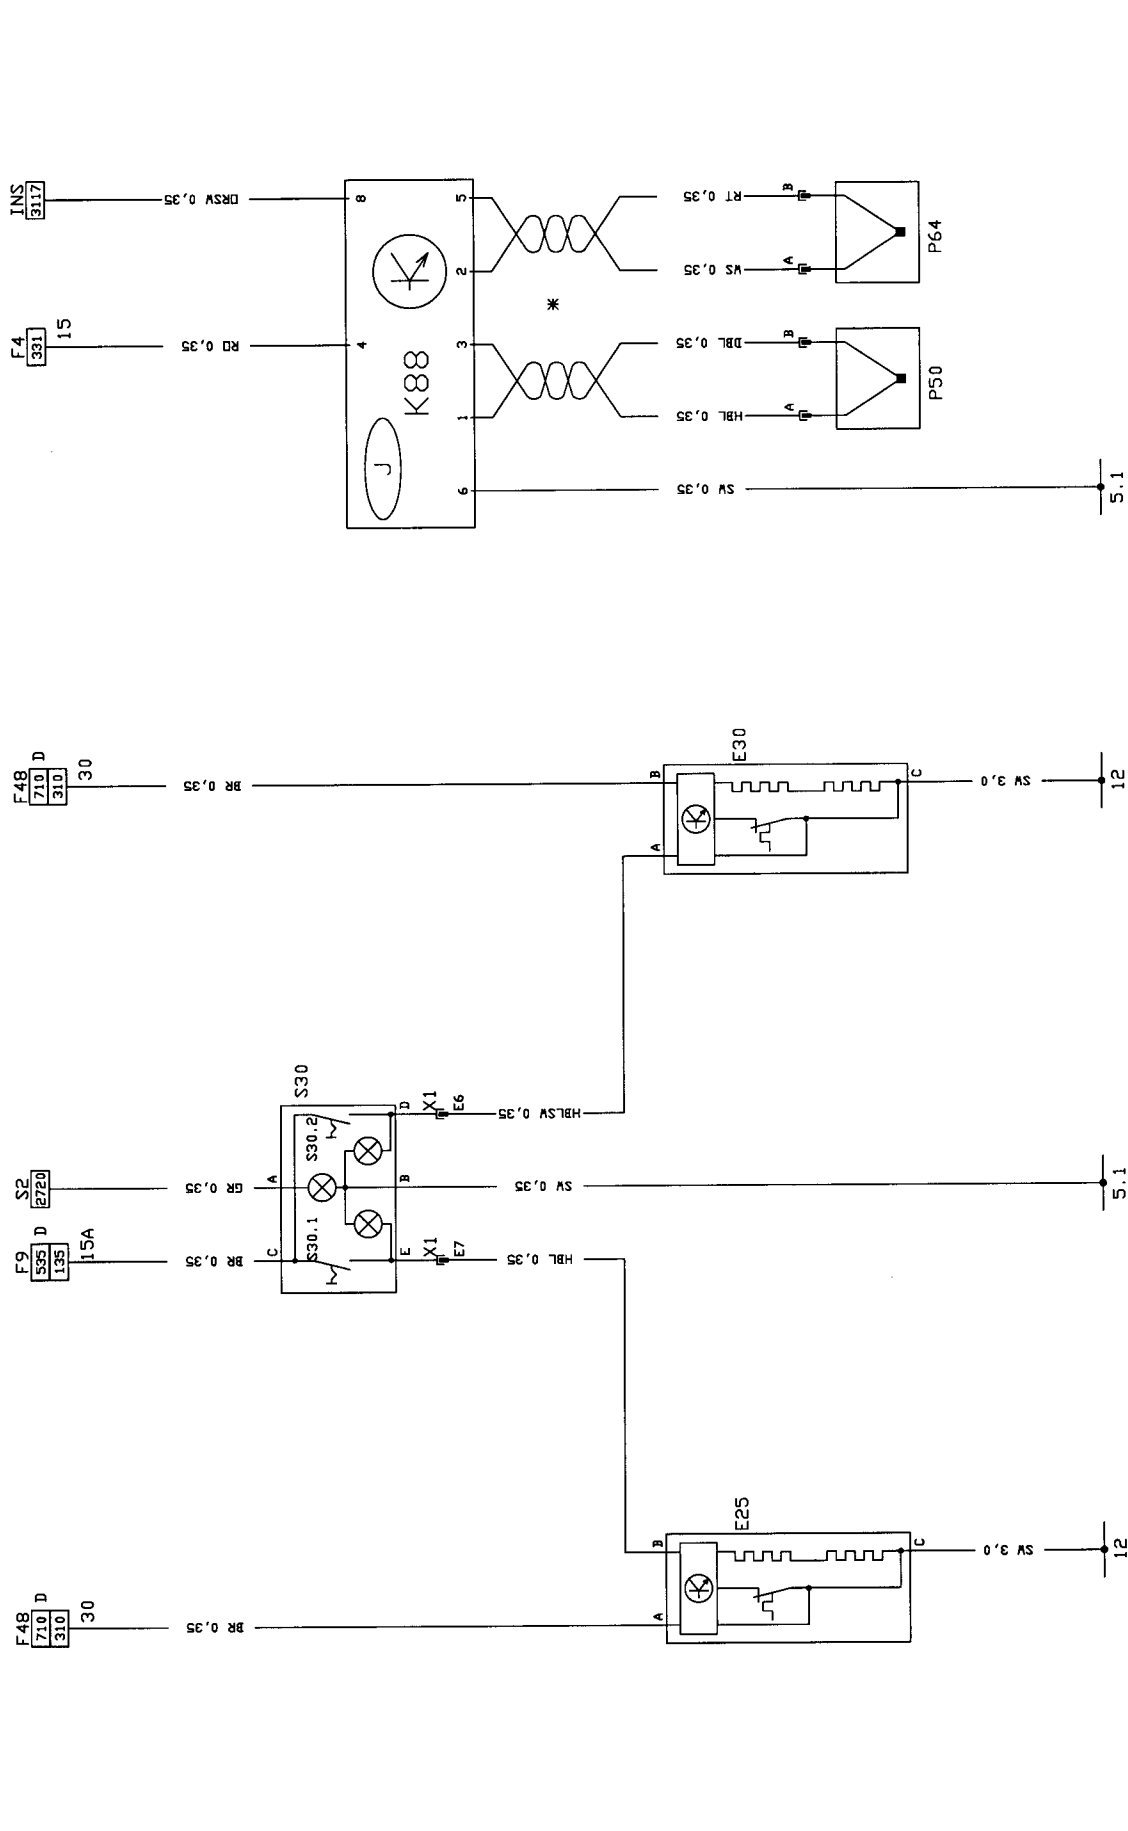 INS
3117
ORSW 0,35
8
F4
331
15
RO 0,35
4
K
K88
J
5
2
3
1
6
*
RT 0,35
B
WS 0,35
A
P64
DBL 0,35
B
HBL 0,35
A
P50
SW 0,35
5.1
F48
710
310
D
30
BR 0,35
B
A
K
E30
C
SW 3,0
12
S30
S2
2720
GR 0,35
A
F9
535
135
D
15A
BR 0,35
C
S30.2
S30.1
D
B
E
X1
E6
HBLSW 0,35
SW 0,35
5.1
X1
E7
HBL 0,35
F48
710
310
D
30
BR 0,35
B
A
K
E25
C
SW 3,0
12